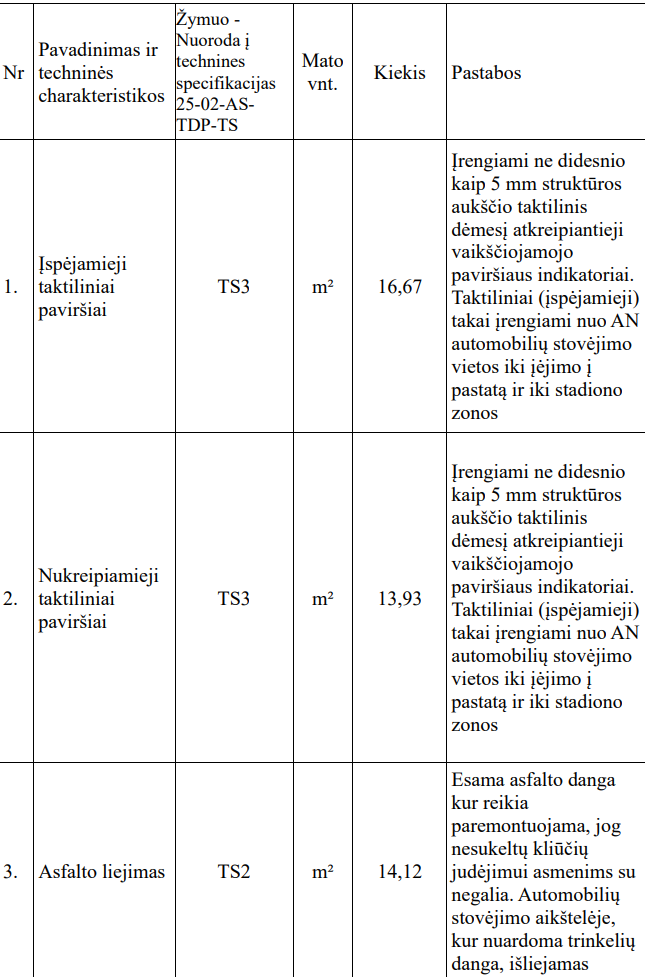 Nr
Pavadinimas ir
techninės
charakteristikos
Žymuo -
Nuoroda į
technines
specifikacijas
25-02-AS-
TDP-TS
Mato
vnt.
Kiekis
Pastabos
1.
Įspėjamieji
taktiliniai
paviršiai
TS3
m²
16,67
Įrengiami ne didesnio
kaip 5 mm struktūros
aukščio taktilinis
dėmesį atkreipiantieji
vaikščiojamojo
paviršiaus indikatoriai.
Taktiliniai (įspėjamieji)
takai įrengiami nuo AN
automobilių stovėjimo
vietos iki įėjimo į
pastatą ir iki stadiono
zonos
2.
Nukreipiamieji
taktiliniai
paviršiai
TS3
m²
13,93
Įrengiami ne didesnio
kaip 5 mm struktūros
aukščio taktilinis
dėmesį atkreipiantieji
vaikščiojamojo
paviršiaus indikatoriai.
Taktiliniai (įspėjamieji)
takai įrengiami nuo AN
automobilių stovėjimo
vietos iki įėjimo į
pastatą ir iki stadiono
zonos
3.
Asfalto liejimas
TS2
m²
14,12
Esama asfalto danga
kur reikia
paremontuojama, jog
nesukeltų kliūčių
judėjimui asmenims su
negalia. Automobilių
stovėjimo aikštelėje,
kur nuardoma trinkelių
danga, išliejamas